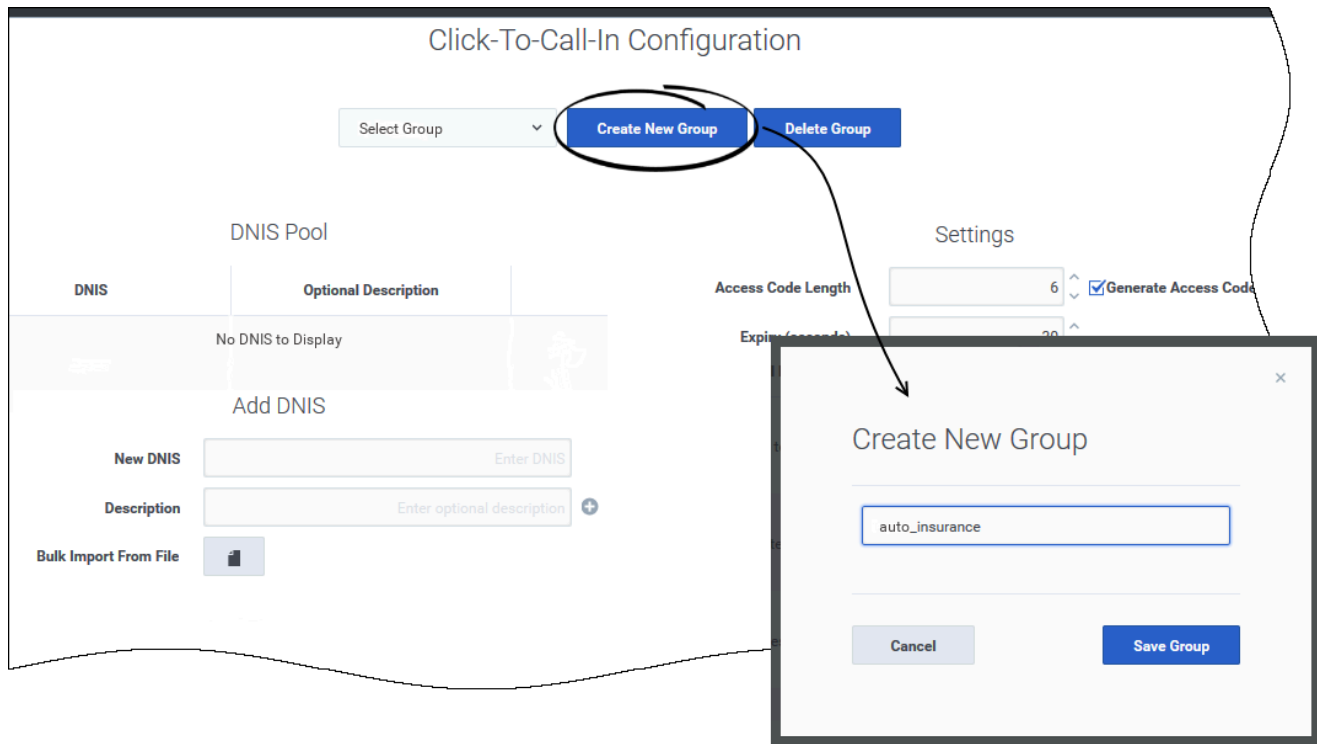 Click-To-Call-In Configuration
Select Group
Create New Group
Delete Group
DNIS Pool
DNIS
Optional Description
No DNIS to Display
Add DNIS
New DNIS
Enter DNIS
Description
Enter optional description
Bulk Import From File
Settings
Access Code Length
6
Generate Access Code
Expiry (seconds)
Create New Group
auto_insurance
Cancel
Save Group